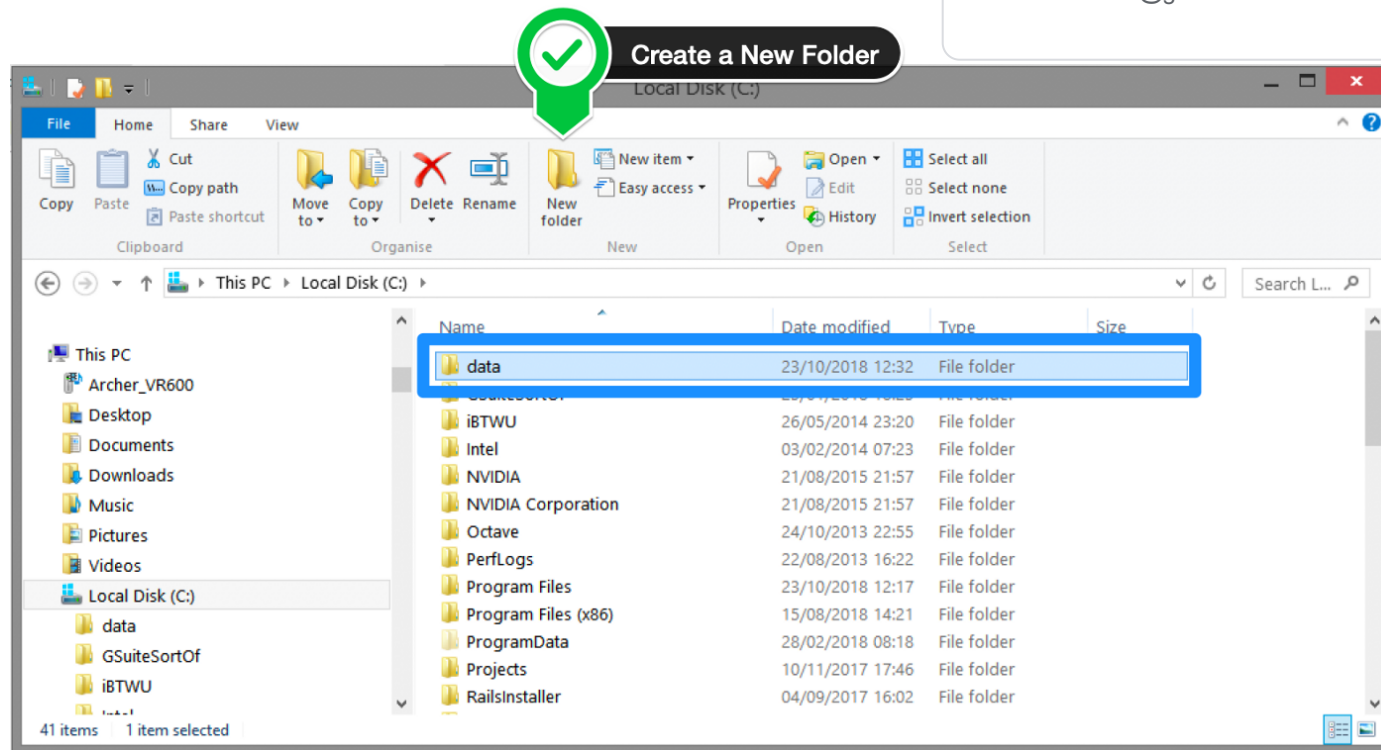 Create a New Folder
Local Disk (C:)
File Home Share View
Copy
Paste
Cut
Copy path
Paste shortcut
Clipboard
Move to
Copy to
Delete
Rename
Organise
New folder
New item
Easy access
New
Properties
Open
Edit
History
Open
Select all
Select none
Invert selection
Select
This PC Local Disk (C:)
Search L...
This PC
Archer_VR600
Desktop
Documents
Downloads
Music
Pictures
Videos
Local Disk (C:)
data
GSuiteSortOf
iBTWU
Intel
Name Date modified Type Size
data 23/10/2018 12:32 File folder
GSuiteSortOf File folder
iBTWU 26/05/2014 23:20 File folder
Intel 03/02/2014 07:23 File folder
NVIDIA 21/08/2015 21:57 File folder
NVIDIA Corporation 21/08/2015 21:57 File folder
Octave 24/10/2013 22:55 File folder
PerfLogs 22/08/2013 16:22 File folder
Program Files 23/10/2018 12:17 File folder
Program Files (x86) 15/08/2018 14:21 File folder
ProgramData 28/02/2018 08:18 File folder
Projects 10/11/2017 17:46 File folder
RailsInstaller 04/09/2017 16:02 File folder
41 items 1 item selected